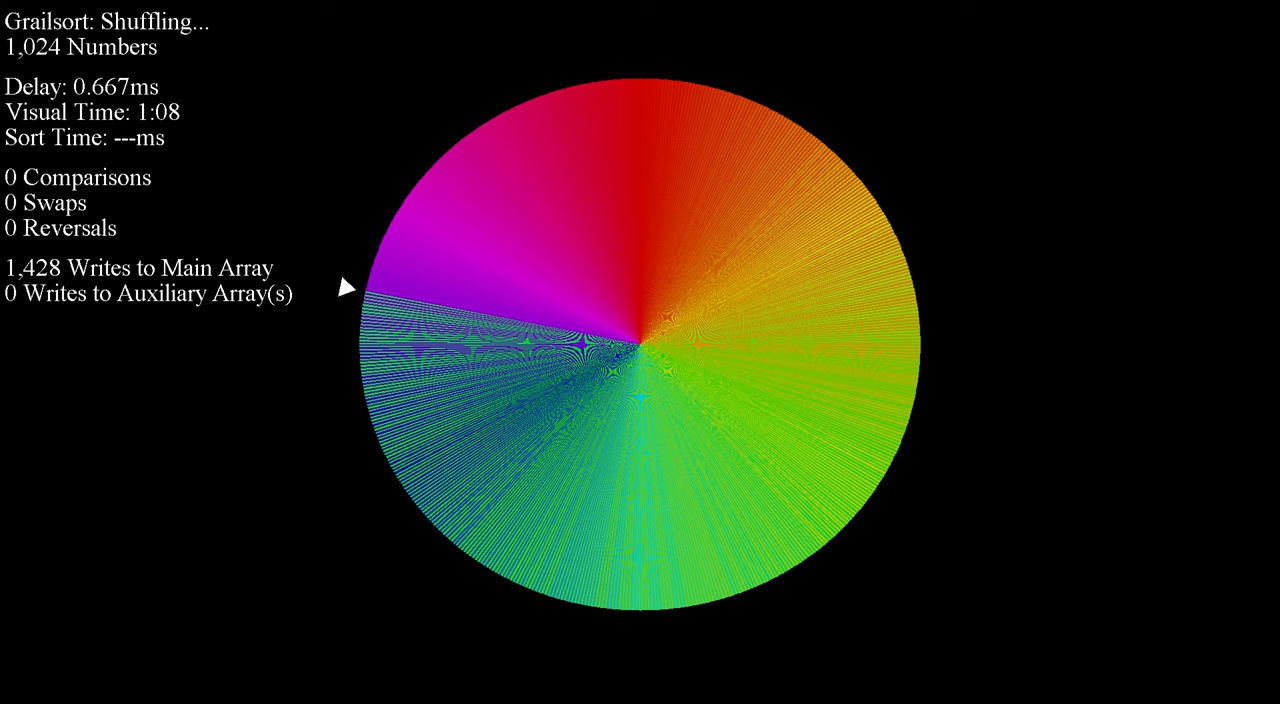 Grailsort: Shuffling...
1,024 Numbers
Delay: 0.667ms
Visual Time: 1:08
Sort Time: ---ms
0 Comparisons
0 Swaps
0 Reversals
1,428 Writes to Main Array
0 Writes to Auxiliary Array(s)